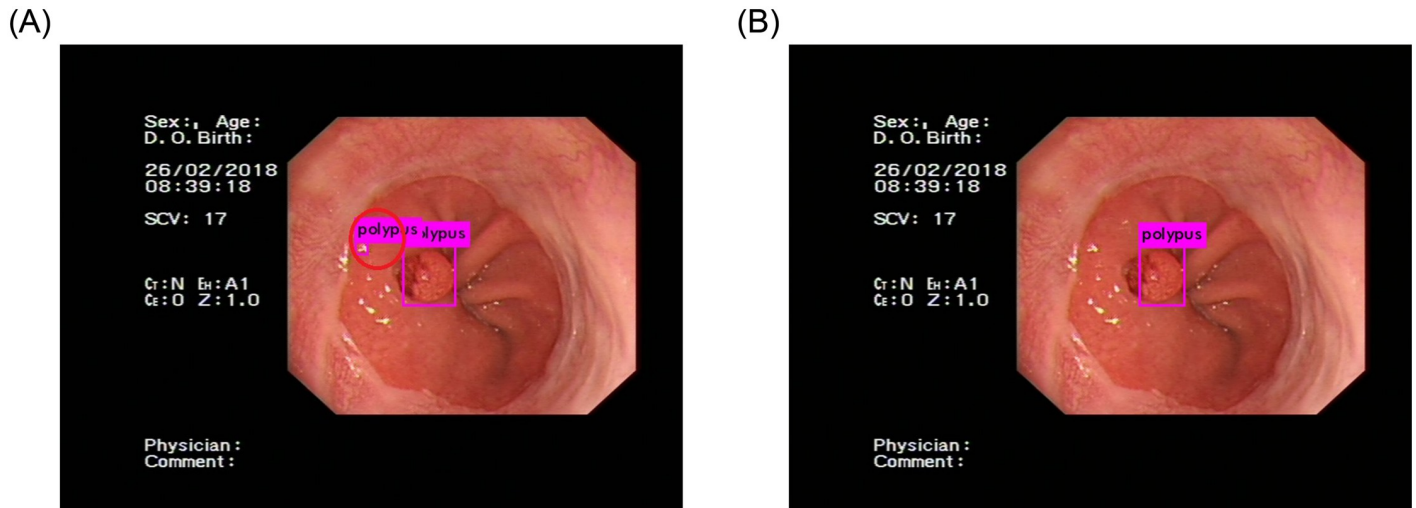 (A)
Sex:, Age:
D.O.Birth:
26/02/2018
08:39:18
SCV: 17
CT:N EH:A1
CE:0 Z:1.0
Physician:
Comment:
polypus
lypus
(B)
Sex:, Age:
D.O.Birth:
26/02/2018
08:39:18
SCV: 17
CT:N EH:A1
CE:0 Z:1.0
Physician:
Comment:
polypus